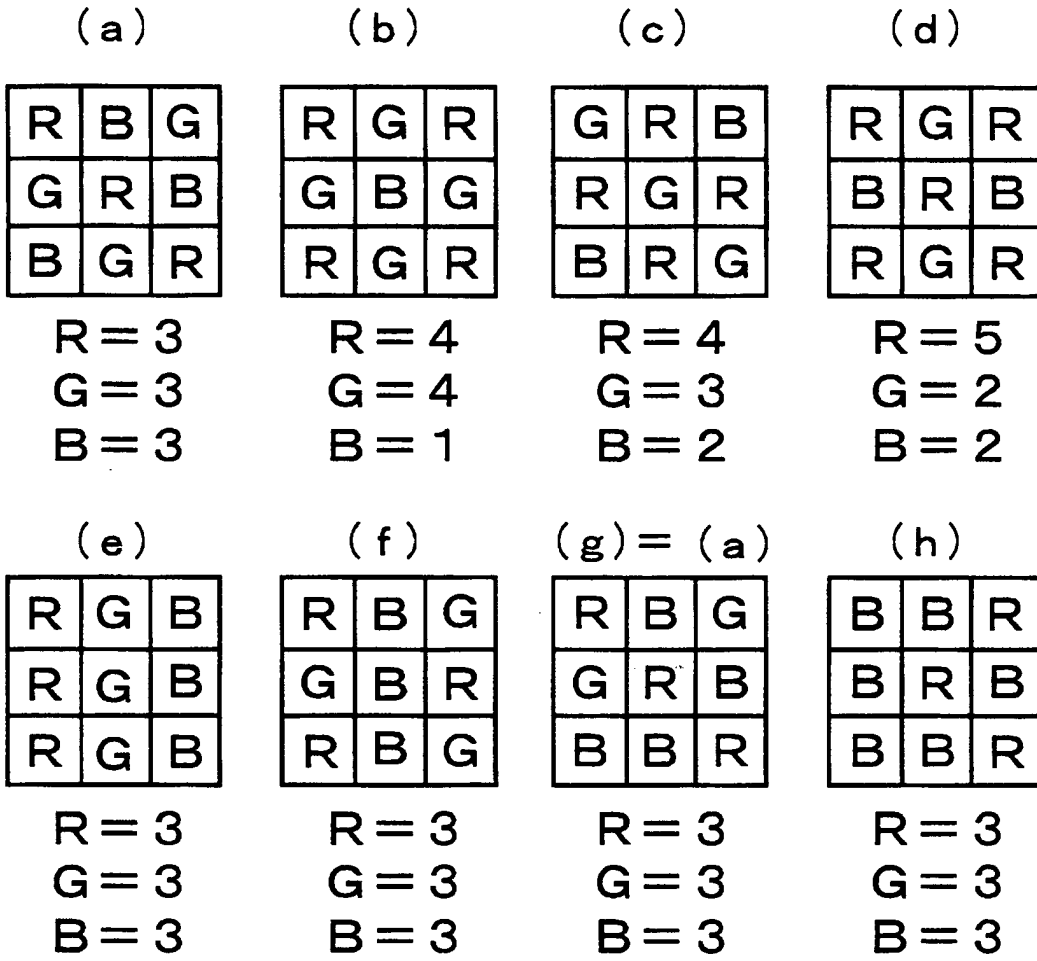 (a) (b) (c) (d)
R B G R G R G R B R G R
G R B G B G R G R B R B
B G R R G R B R G R G R
R=3 R=4 R=4 R=5
G=3 G=4 G=3 G=2
B=3 B=1 B=2 B=2
(e) (f) (g)=(a) (h)
R G B R B G R B G B B R
R G B G B R G R B B R B
R G B R B G B B R B B R
R=3 R=3 R=3 R=3
G=3 G=3 G=3 G=3
B=3 B=3 B=3 B=3